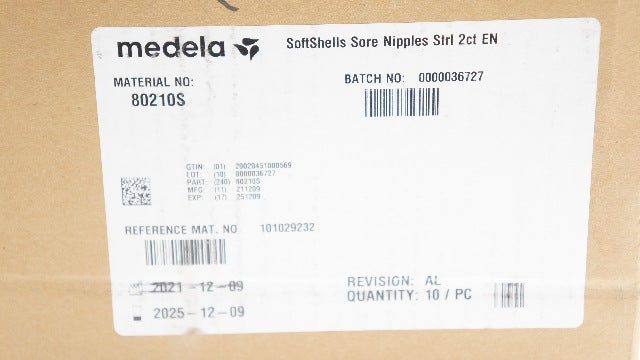 medela
SoftShells Sore Nipples Strl 2ct EN
MATERIAL NO:
80210S
BATCH NO: 0000036727
GTIN: (01) 20020451000569
LOT: (10) 0000036727
PART: (240) 80210S
MFG: (11) 211209
EXP: (17) 251209
REFERENCE MAT. NO 101029232
2021-12-09
2025-12-09
REVISION: AL
QUANTITY: 10 / PC